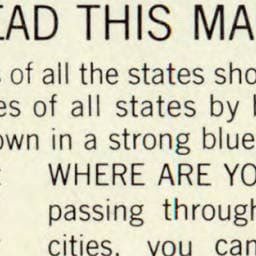 EAD THIS MA
of all the states sho
es of all states by b
own in a strong blue
WHERE ARE YO
passing through
cities, you can